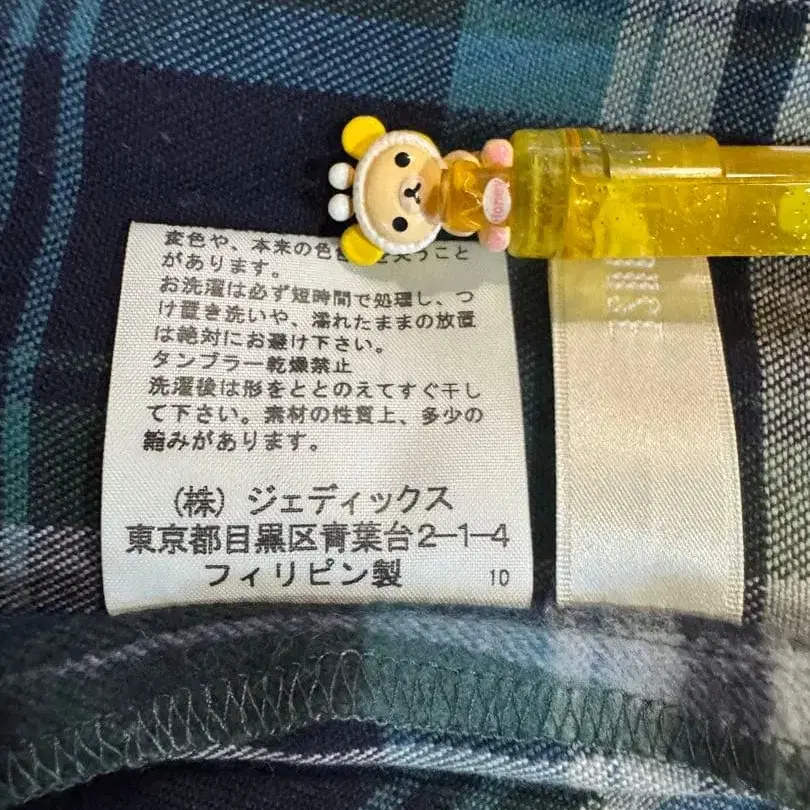 変色や、本来の色
うこと
があります。
お洗濯は必ず短時間で処理し、つ
け置き洗いや、濡れたままの放置
は絶対にお避け下さい。
タンブラー乾燥禁止
洗濯後は形をととのえてすぐ干し
て下さい。素材の性質上、多少の
縮みがあります。
(株) ジェディックス
東京都目黒区青葉台2-1-4
フィリピン製
10
Honey